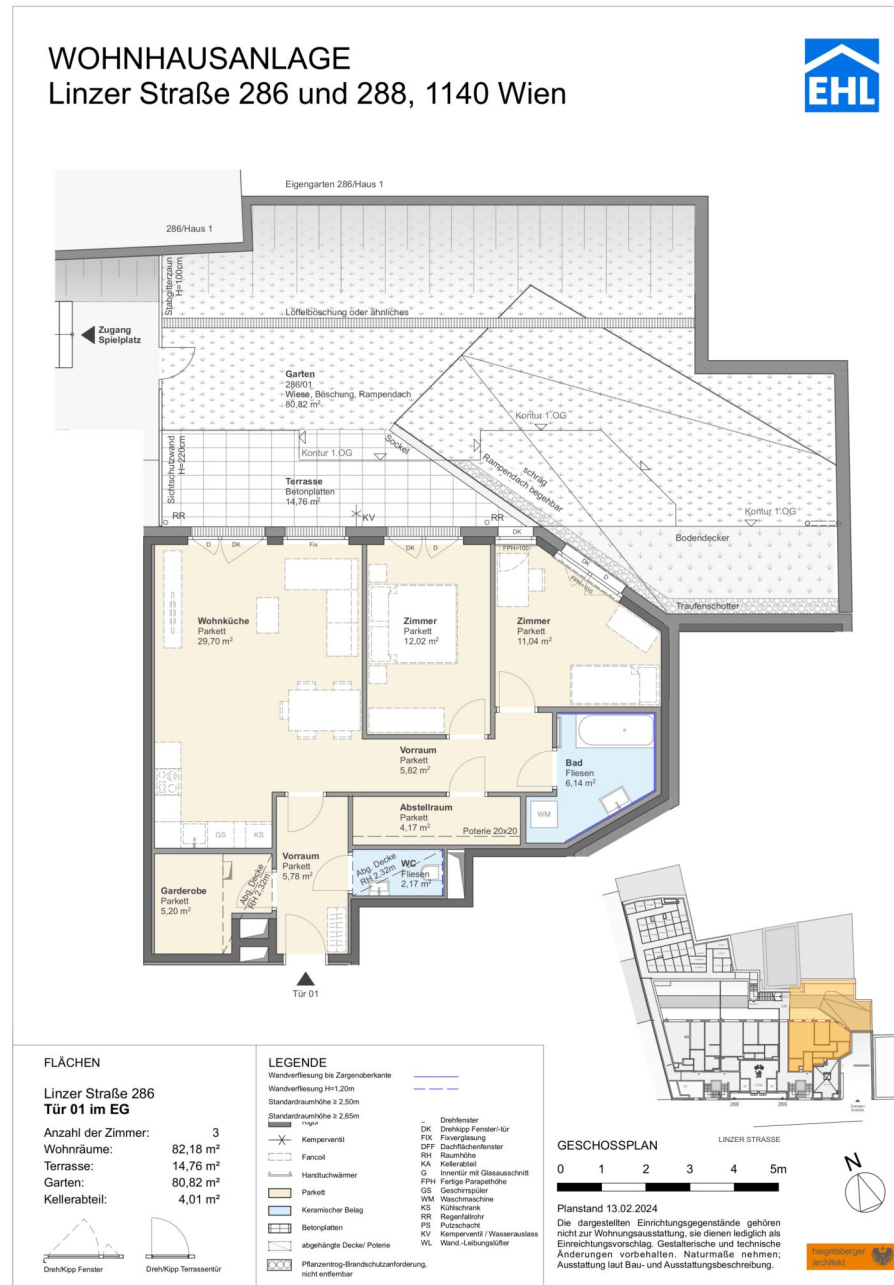 WOHNHAUSANLAGE
Linzer Straße 286 und 288, 1140 Wien
EHL
Eigengarten 286/Haus 1
286/Haus 1
Stabgitterzaun
H=100cm
Löffelböschung oder ähnliches
Zugang
Spielplatz
Garten
286/01
Wiese, Böschung, Rampendach
80,82 m²
Kontur 1.OG
Sockel
Kontur 1.OG
schräg
Rampendach begehbar
Sichtschutzwand
H=220cm
Terrasse
Betonplatten
14,76 m²
RR
KV
RR
Kontur 1.OG
Bodendecker
Traufenschotter
D
DK
Fix
DK
D
DK
FPH=100
DK
D
FPH=100
Wohnküche
Parkett
29,70 m²
Zimmer
Parkett
12,02 m²
Zimmer
Parkett
11,04 m²
Vorraum
Parkett
5,82 m²
Bad
Fliesen
6,14 m²
WM
Abstellraum
Parkett
4,17 m²
Poterie 20x20
GS
KS
Vorraum
Parkett
5,78 m²
Abg. Decke
RH 2,32m
WC
Fliesen
2,17 m²
Garderobe
Parkett
5,20 m²
Abg. Decke
RH 2,32m
Tür 01
FLÄCHEN
Linzer Straße 286
Tür 01 im EG
Anzahl der Zimmer: 3
Wohnräume: 82,18 m²
Terrasse: 14,76 m²
Garten: 80,82 m²
Kellerabteil: 4,01 m²
Dreh/Kipp Fenster
Dreh/Kipp Terrassentür
LEGENDE
Wandverfliesung bis Zargenoberkante
Wandverfliesung H=1,20m
Standardraumhöhe ≥ 2,50m
Standardraumhöhe ≥ 2,65m
Kemperventil
Fancoil
Handtuchwärmer
Parkett
Keramischer Belag
Betonplatten
abgehängte Decke/ Poterie
Pflanzentrog-Brandschutzanforderung,
nicht entfernbar
Drehfenster
DK Drehkipp Fenster/-tür
FIX Fixverglasung
DFF Dachflächenfenster
RH Raumhöhe
KA Kellerabteil
G Innentür mit Glasausschnitt
FPH Fertige Parapethöhe
GS Geschirrspüler
WM Waschmaschine
KS Kühlschrank
RR Regenfallrohr
PS Putzschacht
KV Kemperventil / Wasserauslass
WL Wand.-Leibungslüfter
288
286
LINZER STRASSE
GESCHOSSPLAN
0 1 2 3 4 5m
N
Planstand 13.02.2024
Die dargestellten Einrichtungsgegenstände gehören
nicht zur Wohnungsausstattung, sie dienen lediglich als
Einreichtungsvorschlag. Gestalterische und technische
Änderungen vorbehalten. Naturmaße nehmen;
Ausstattung laut Bau- und Ausstattungsbeschreibung.
hiegetsberger
architekt